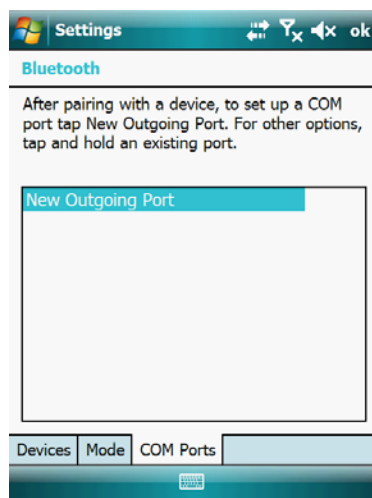 Settings ok
Bluetooth
After pairing with a device, to set up a COM
port tap New Outgoing Port. For other options,
tap and hold an existing port.
New Outgoing Port
Devices Mode COM Ports